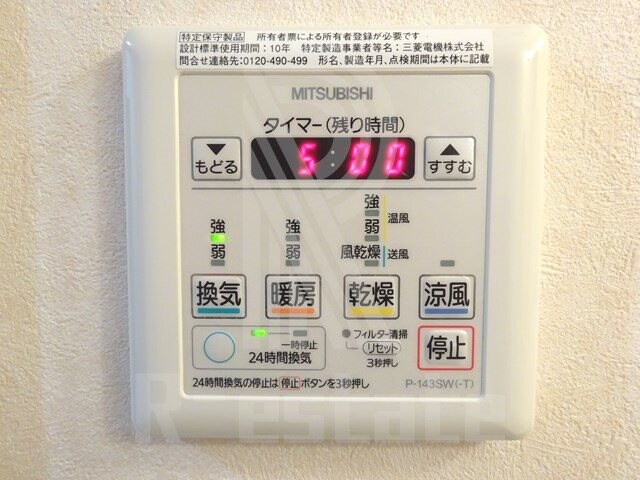 特定保守製品 所有者票による所有者登録が必要です
設計標準使用期間：10年 特定製造事業者等名：三菱電機株式会社
問合せ連絡先：0120-490-499 形名、製造年月、点検期間は本体に記載
MITSUBISHI
タイマー(残り時間)
もどる 5:00 すすむ
強 強 強 温風
弱 弱 弱
風乾燥 送風
換気 暖房 乾燥 涼風
一時停止
24時間換気
フィルター清掃
リセット
3秒押し
停止
24時間換気の停止は 停止 ボタンを3秒押し
P-143SW(-T)
R estate